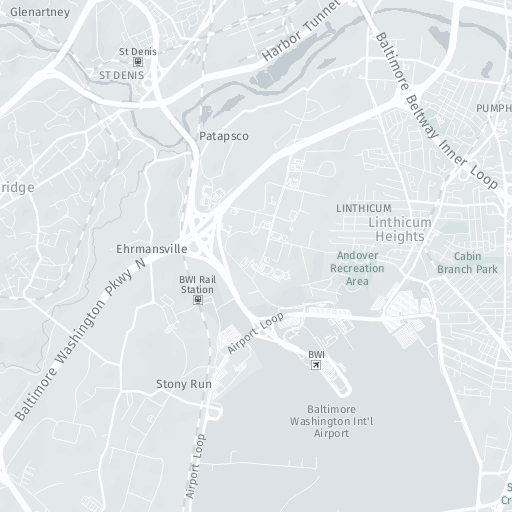 Glenartney
St Denis
ST DENIS
Harbor Tunnel
Baltimore Beltway Inner Loop
PUMPH
Patapsco
ridge
LINTHICUM
Linthicum
Heights
Ehrmansville
Andover
Recreation
Area
Cabin
Branch Park
BWI Rail
Station
Baltimore Washington Pkwy N
Airport Loop
BWI
Stony Run
Baltimore
Washington Int'l
Airport
Airport Loop
S
Cr